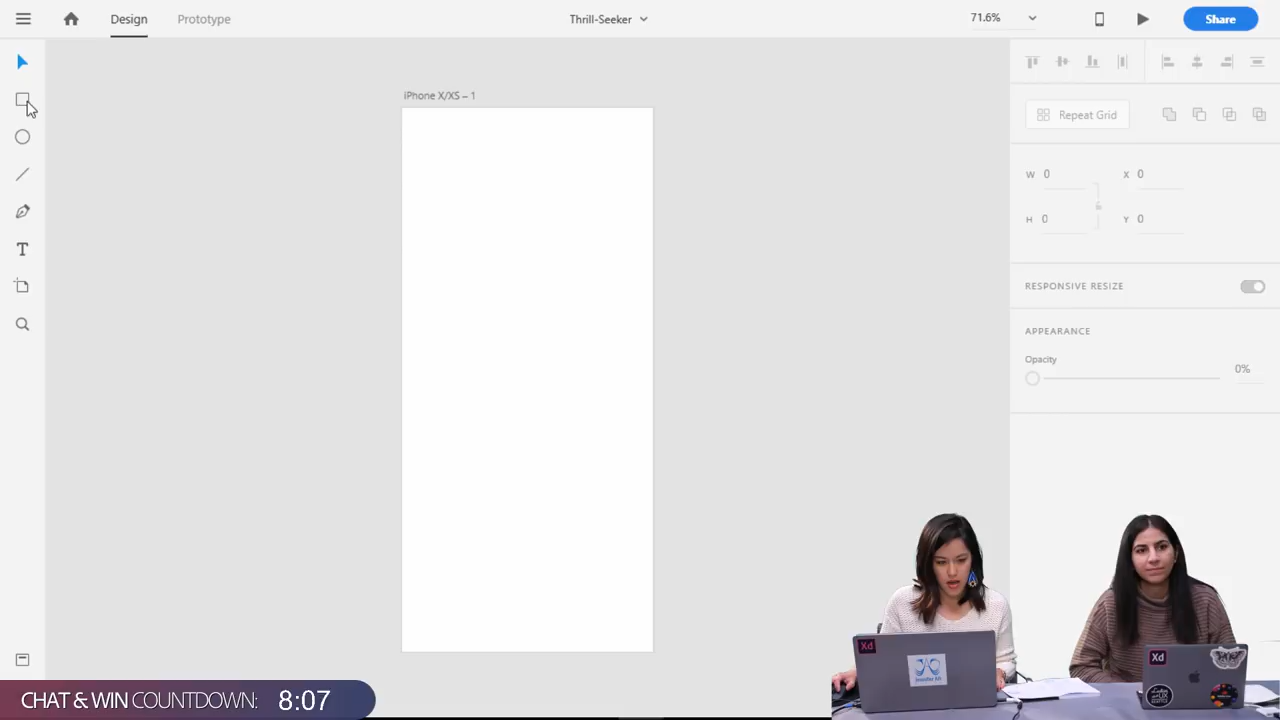 Design
Prototype
Thrill-Seeker
71.6%
Share
iPhone X/XS – 1
Repeat Grid
W 0
X 0
H 0
Y 0
T
RESPONSIVE RESIZE
APPEARANCE
Opacity
0%
Xd
Xd
CHAT & WIN COUNTDOWN: 8:07